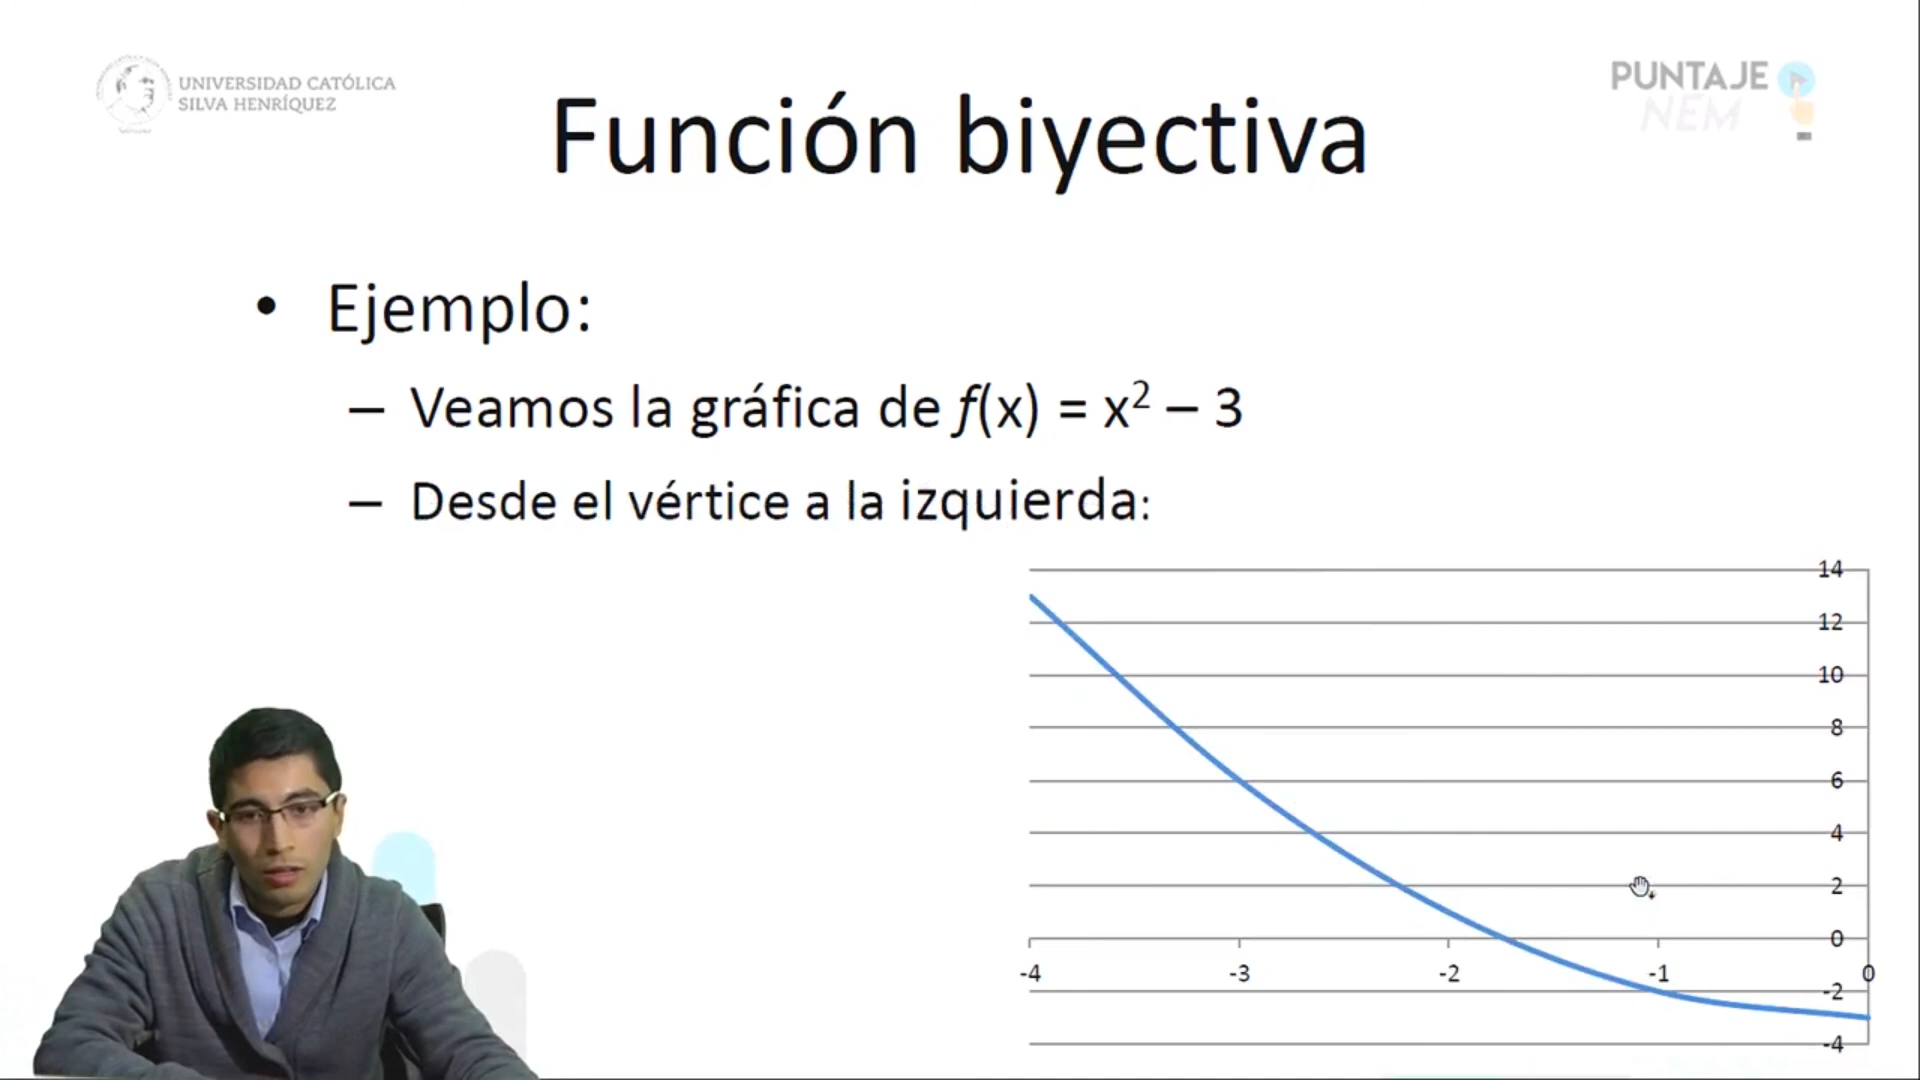 UNIVERSIDAD CATÓLICA
SILVA HENRÍQUEZ
PUNTAJE
NEM
Función biyectiva
• Ejemplo:
– Veamos la gráfica de f(x) = x² – 3
– Desde el vértice a la izquierda:
14
12
10
8
6
4
2
0
-4 -3 -2 -1 0
-2
-4